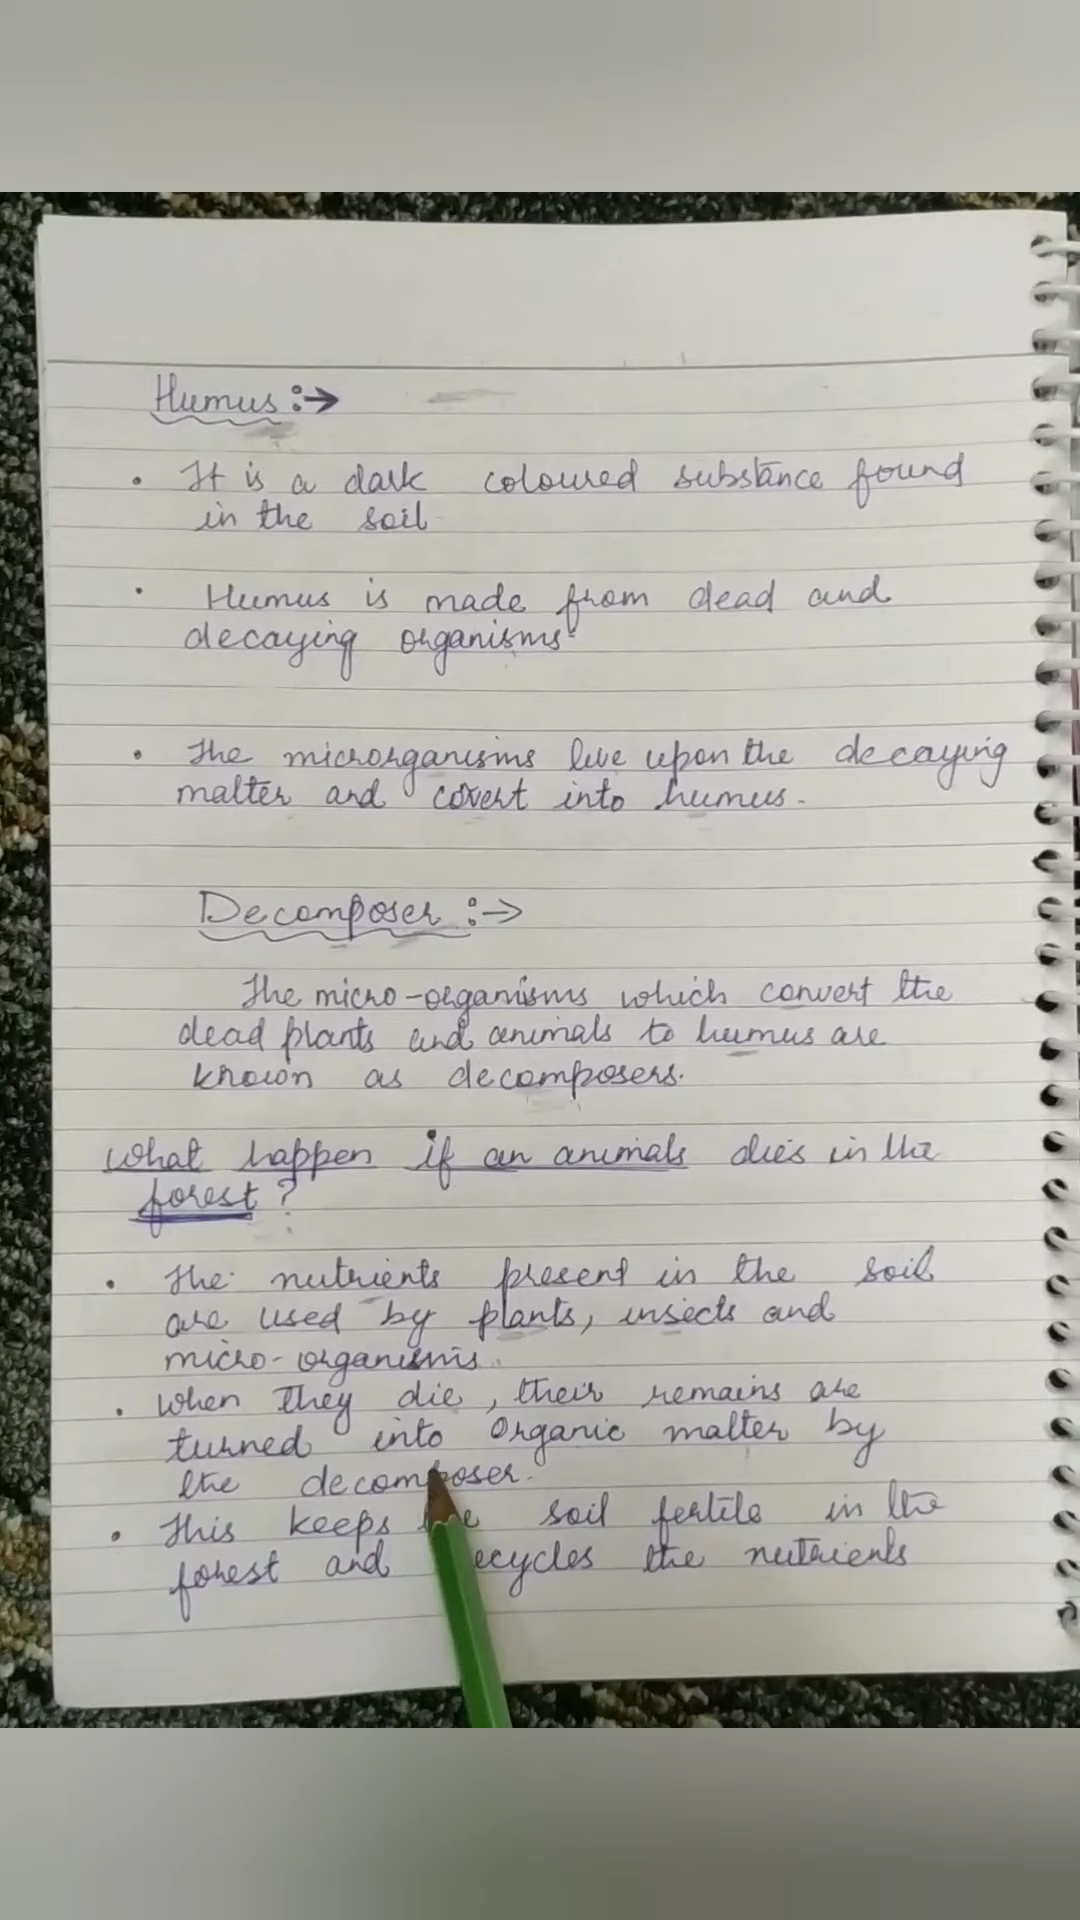 Humus :→
• It is a dark coloured substance found
in the soil
• Humus is made from dead and
decaying organisms.
• The microrganisms live upon the decaying
matter and covert into humus.
Decomposer :→
The micro-organisms which convert the
dead plants and animals to humus are
known as decomposers.
What happen if an animals dies in the
forest ?
• The nutrients present in the soil
are used by plants, insects and
micro-organisms.
. When they die, their remains are
turned into Organic matter by
the decomposer.
• This keeps soil fertile in the
forest and ecycles the nutrients